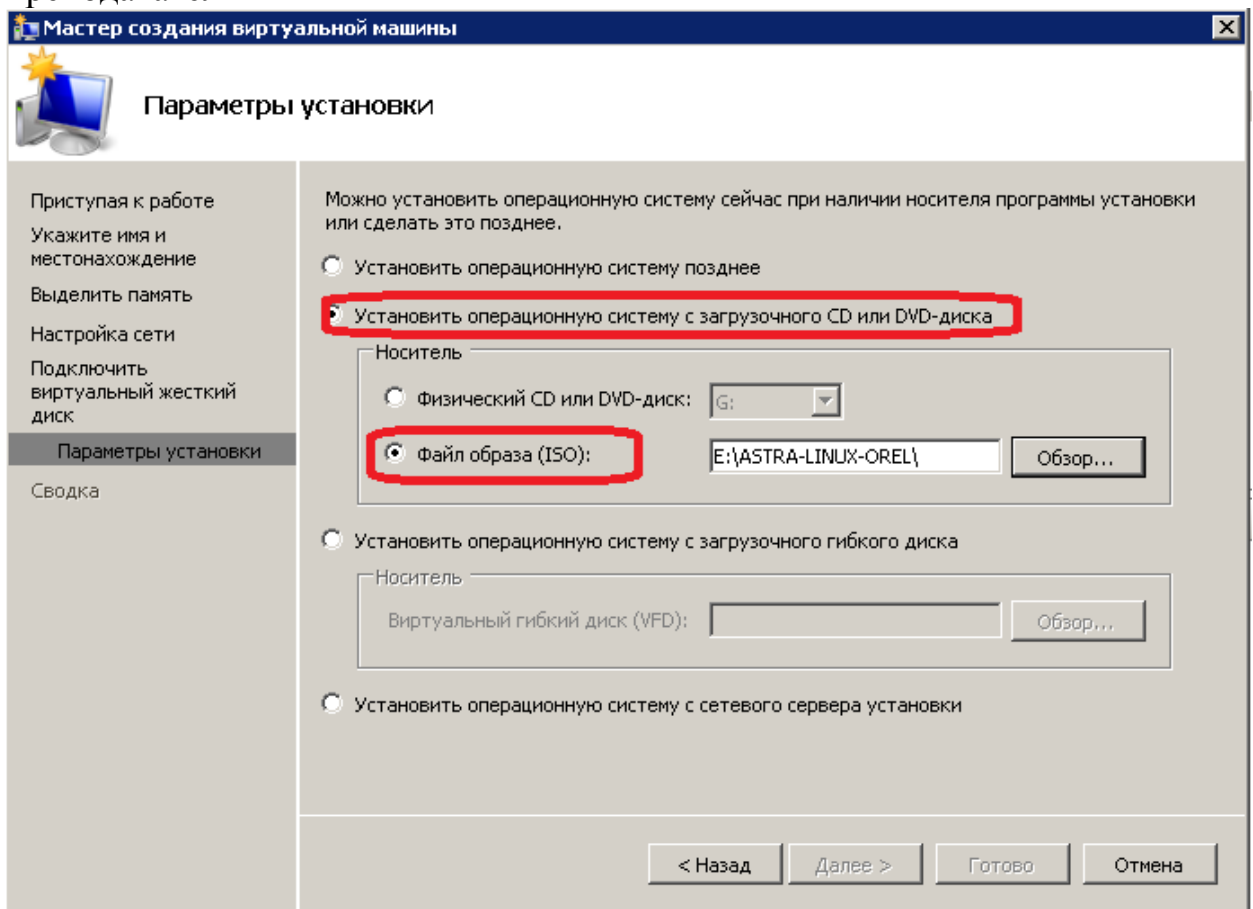 Мастер создания виртуальной машины
Параметры установки
Приступая к работе
Укажите имя и
местонахождение
Выделить память
Настройка сети
Подключить
виртуальный жесткий
диск
Параметры установки
Сводка
Можно установить операционную систему сейчас при наличии носителя программы установки
или сделать это позднее.
Установить операционную систему позднее
Установить операционную систему с загрузочного CD или DVD-диска
Носитель
Физический CD или DVD-диск: G:
Файл образа (ISO): E:\ASTRA-LINUX-OREL\ Обзор...
Установить операционную систему с загрузочного гибкого диска
Носитель
Виртуальный гибкий диск (VFD): Обзор...
Установить операционную систему с сетевого сервера установки
< Назад Далее > Готово Отмена